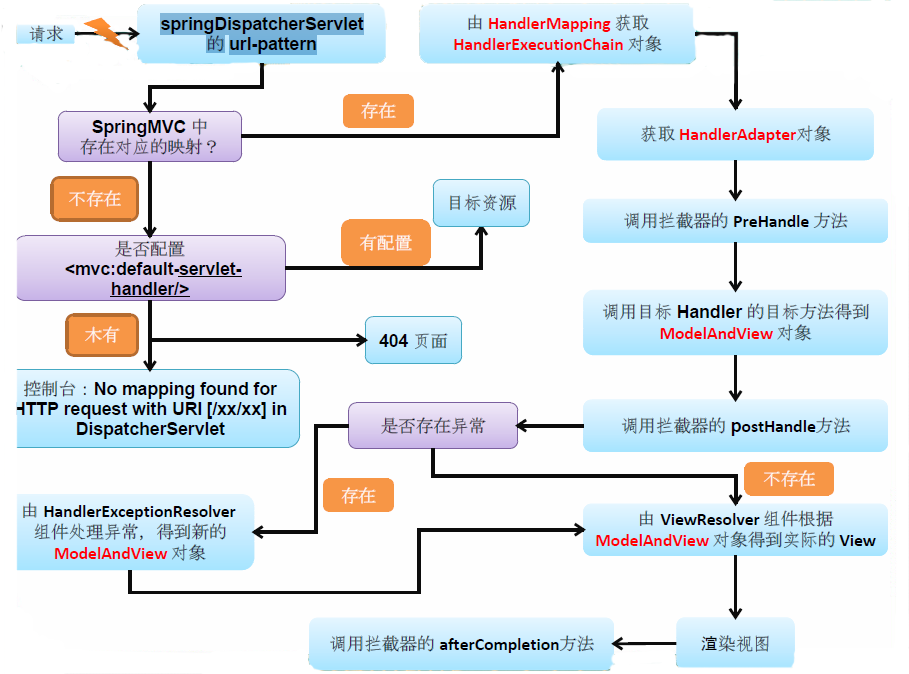 请求
springDispatcherServlet
的 url-pattern
由 HandlerMapping 获取
HandlerExecutionChain 对象
存在
SpringMVC 中
存在对应的映射？
获取 HandlerAdapter对象
不存在
目标资源
调用拦截器的 PreHandle 方法
有配置
是否配置
<mvc:default-servlet-
handler/>
调用目标 Handler 的目标方法得到
ModelAndView 对象
木有
404 页面
控制台：No mapping found for
HTTP request with URI [/xx/xx] in
DispatcherServlet
是否存在异常
调用拦截器的 postHandle方法
不存在
存在
由 HandlerExceptionResolver
组件处理异常，得到新的
ModelAndView 对象
由 ViewResolver 组件根据
ModelAndView 对象得到实际的 View
调用拦截器的 afterCompletion方法
渲染视图